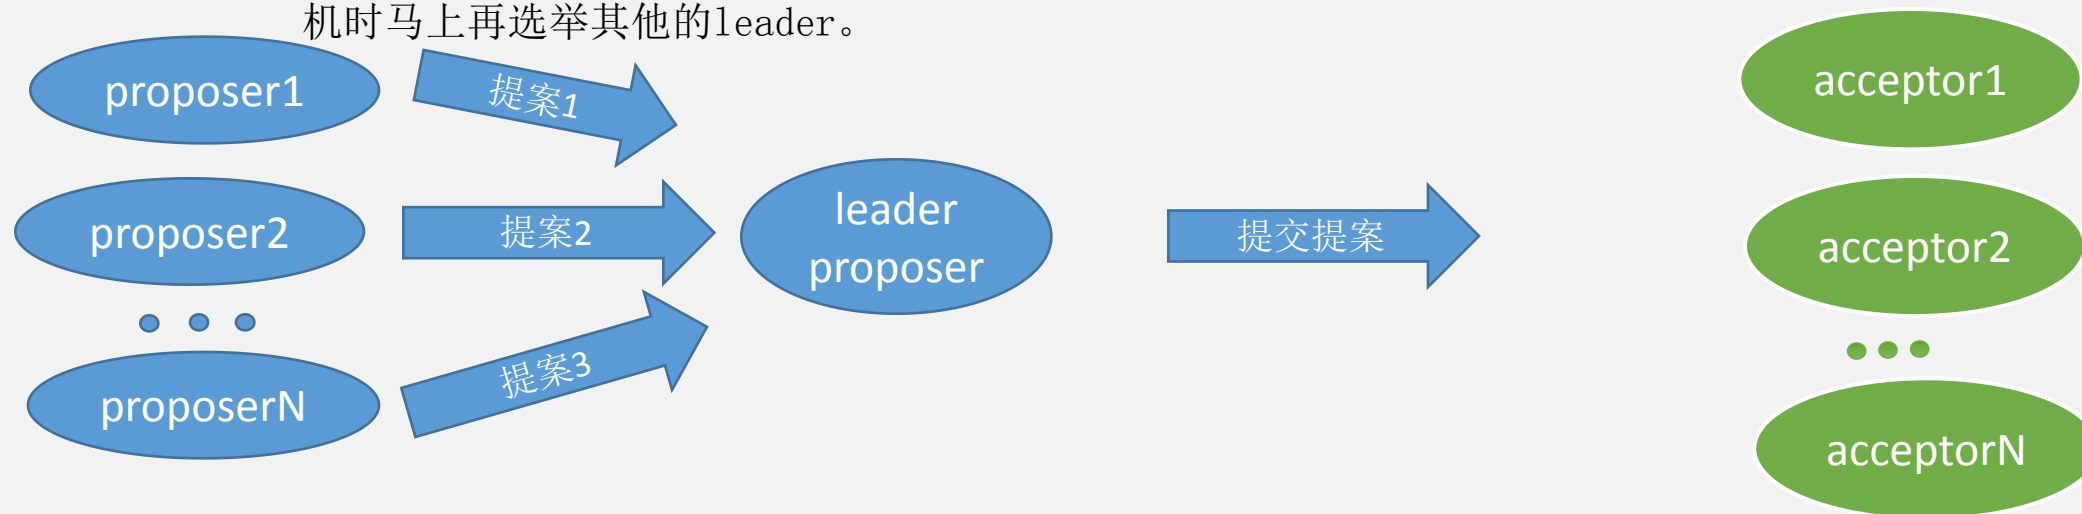 机时马上再选举其他的leader。
proposer1
提案1
acceptor1
proposer2
提案2
leader
proposer
提交提案
acceptor2
proposerN
提案3
acceptorN